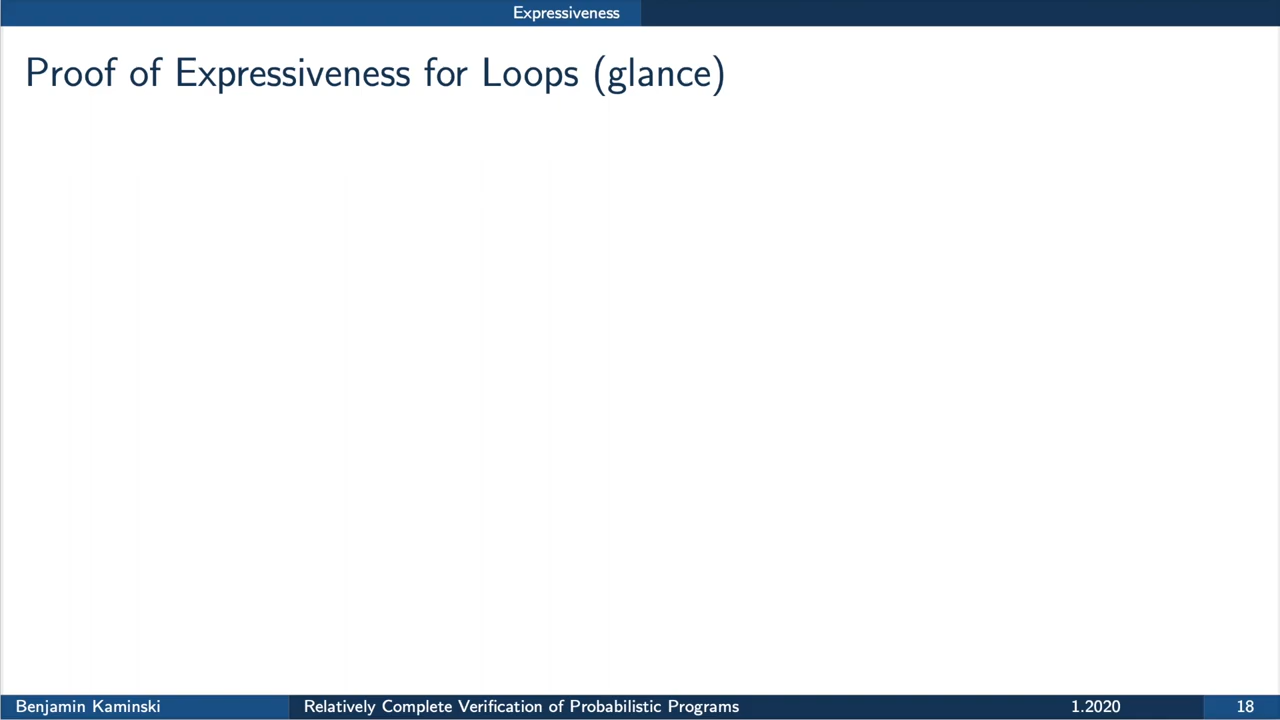 Expressiveness
Proof of Expressiveness for Loops (glance)
Benjamin Kaminski
Relatively Complete Verification of Probabilistic Programs
1.2020
18